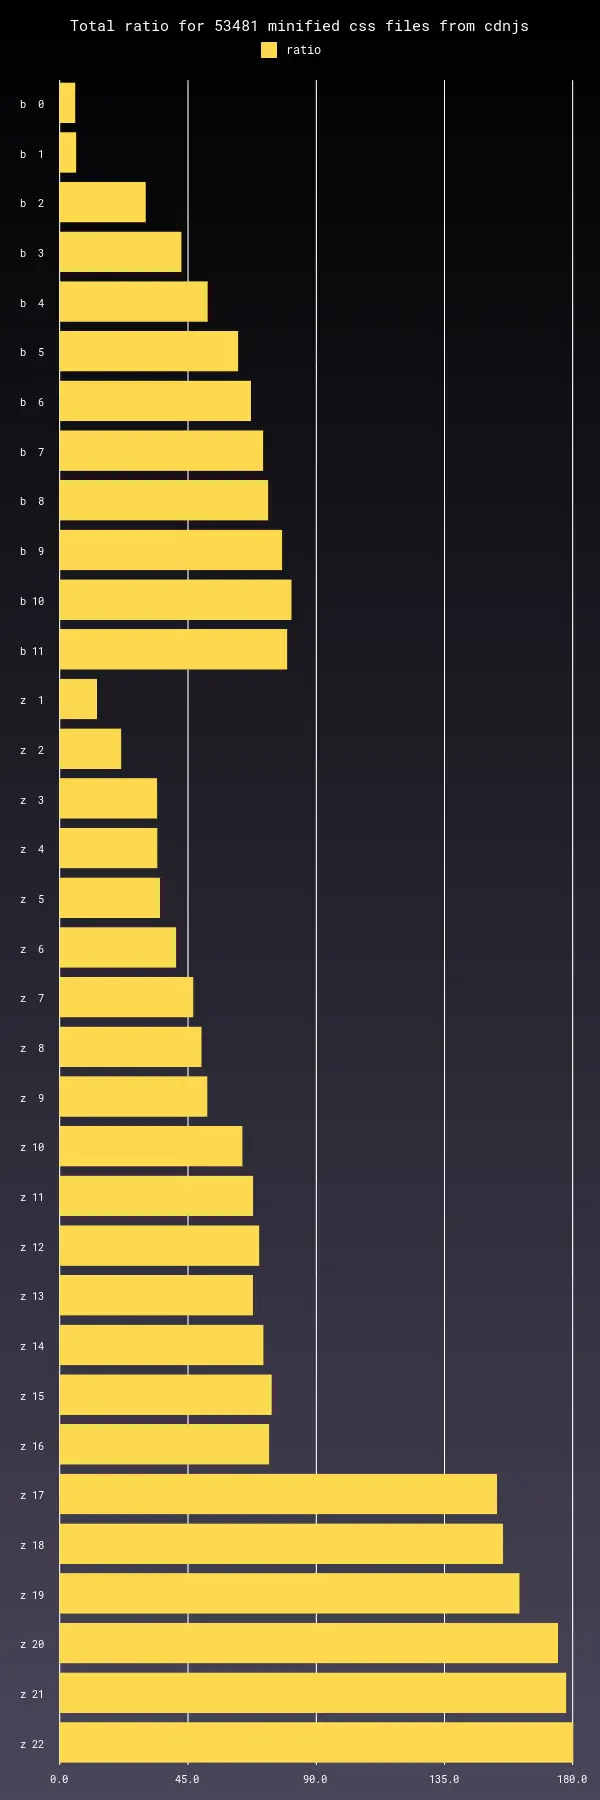 Total ratio for 53481 minified css files from cdnjs
ratio
b 0
b 1
b 2
b 3
b 4
b 5
b 6
b 7
b 8
b 9
b 10
b 11
z 1
z 2
z 3
z 4
z 5
z 6
z 7
z 8
z 9
z 10
z 11
z 12
z 13
z 14
z 15
z 16
z 17
z 18
z 19
z 20
z 21
z 22
0.0 45.0 90.0 135.0 180.0